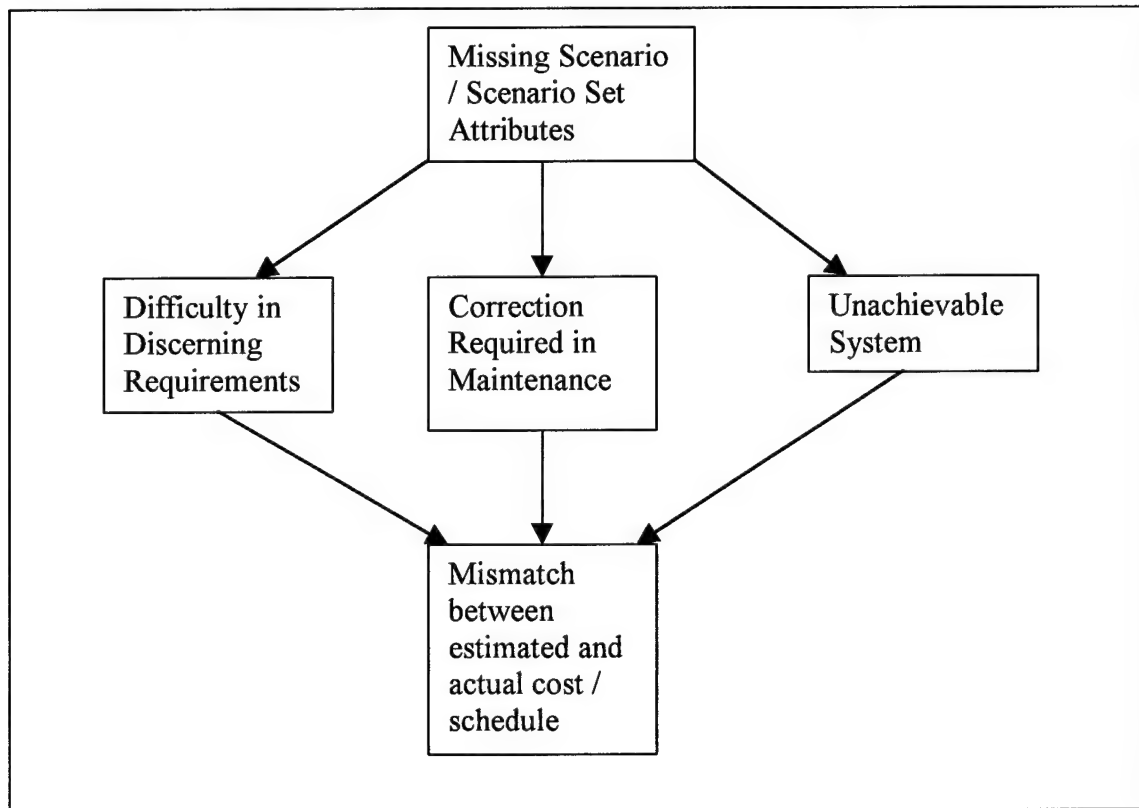 Missing Scenario
/ Scenario Set
Attributes
Difficulty in
Discerning
Requirements
Correction
Required in
Maintenance
Unachievable
System
Mismatch
between
estimated and
actual cost /
schedule